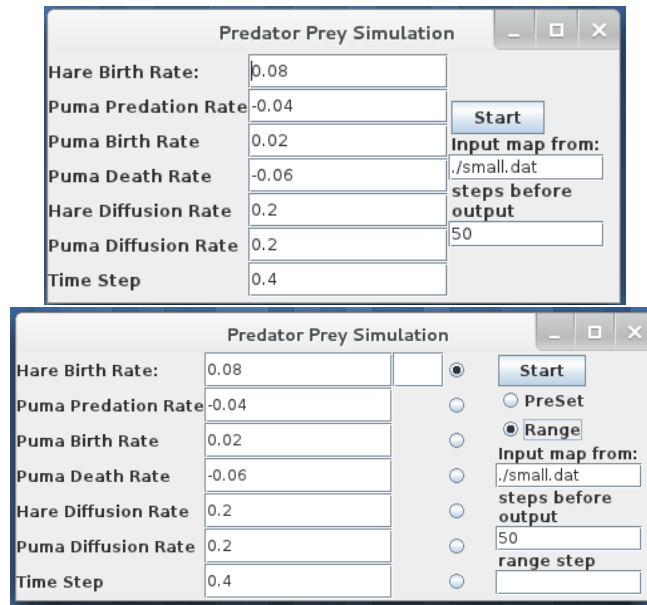 Predator Prey Simulation
Hare Birth Rate: 0.08
Puma Predation Rate -0.04
Start
Puma Birth Rate 0.02
Input map from:
Puma Death Rate -0.06
./small.dat
steps before
output
Hare Diffusion Rate 0.2
50
Puma Diffusion Rate 0.2
Time Step 0.4
Predator Prey Simulation
Hare Birth Rate: 0.08
Start
Puma Predation Rate -0.04
PreSet
Puma Birth Rate 0.02
Range
Input map from:
Puma Death Rate -0.06
./small.dat
steps before
output
Hare Diffusion Rate 0.2
50
Puma Diffusion Rate 0.2
range step
Time Step 0.4